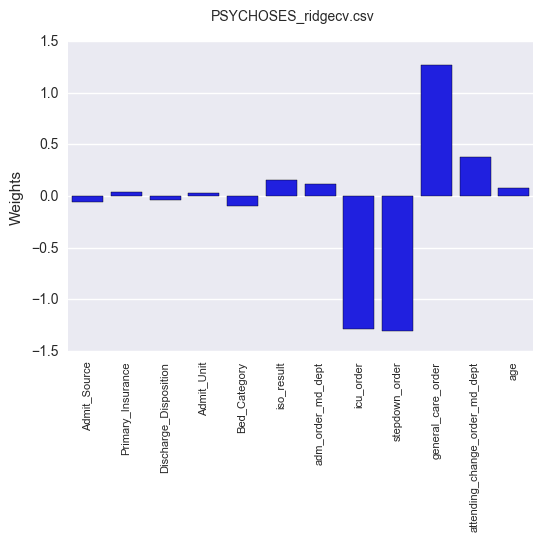 PSYCHOSES_ridgecv.csv
Weights
1.5
1.0
0.5
0.0
−0.5
−1.0
−1.5
Admit_Source
Primary_Insurance
Discharge_Disposition
Admit_Unit
Bed_Category
iso_result
adm_order_md_dept
icu_order
stepdown_order
general_care_order
attending_change_order_md_dept
age